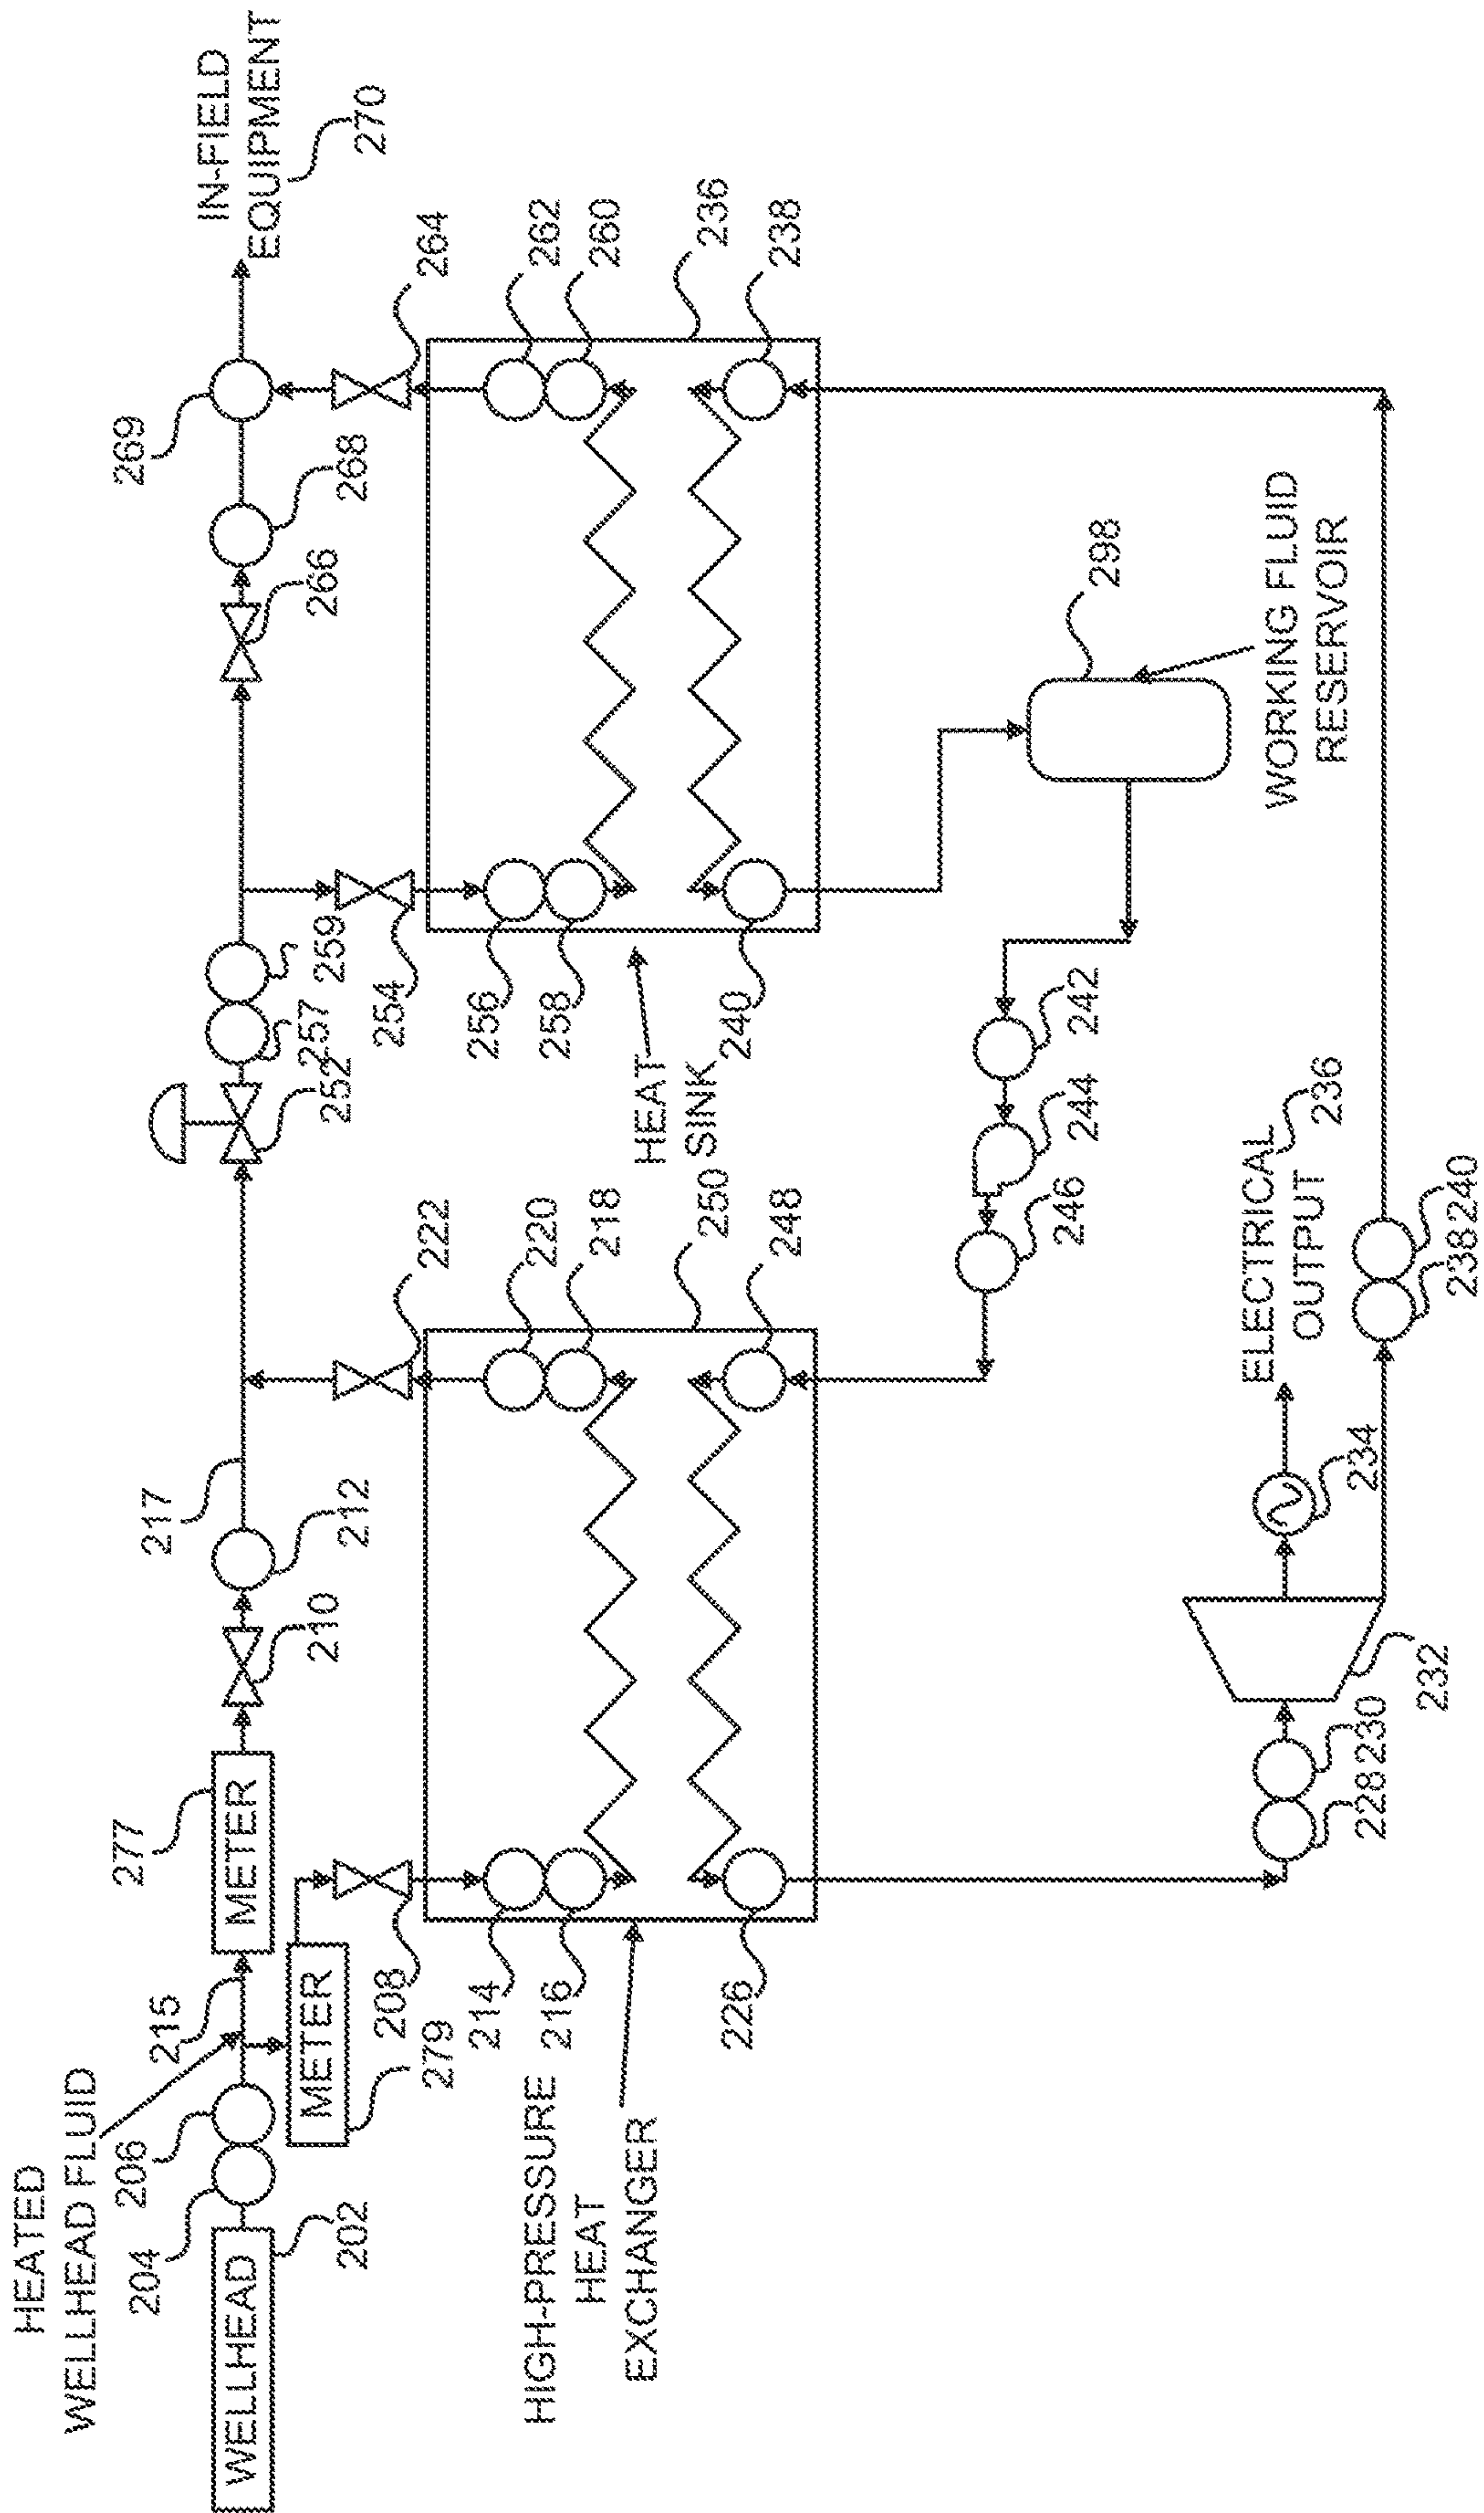 HEATED
WELLHEAD FLUID
IN-FIELD
EQUIPMENT
270
204
206
215
277
217
269
WELLHEAD
202
METER
METER
279
210
212
252
257
259
266
268
208
222
254
264
HIGH-PRESSURE
HEAT
EXCHANGER
214
216
226
220
218
250
248
HEAT
SINK
256
258
240
262
260
236
238
242
244
246
298
WORKING FLUID
RESERVOIR
228
230
232
234
ELECTRICAL
OUTPUT
236
238
240